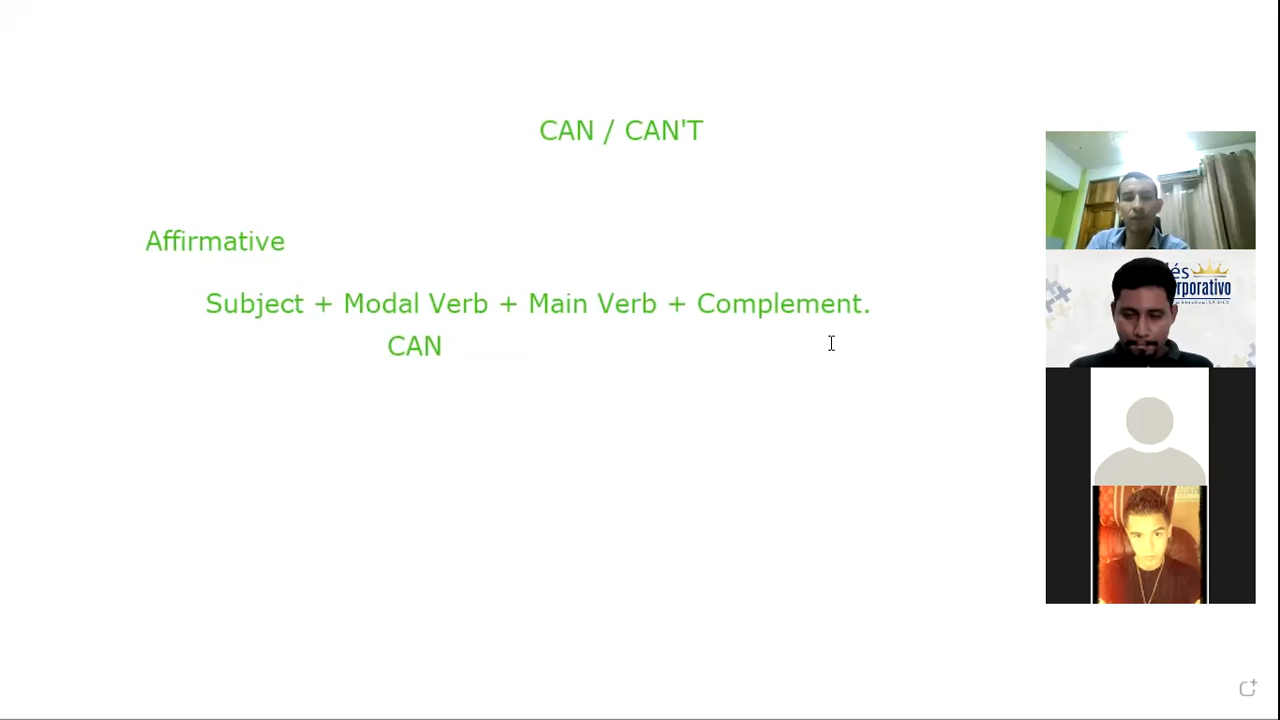 CAN / CAN'T
Affirmative
Subject + Modal Verb + Main Verb + Complement.
CAN